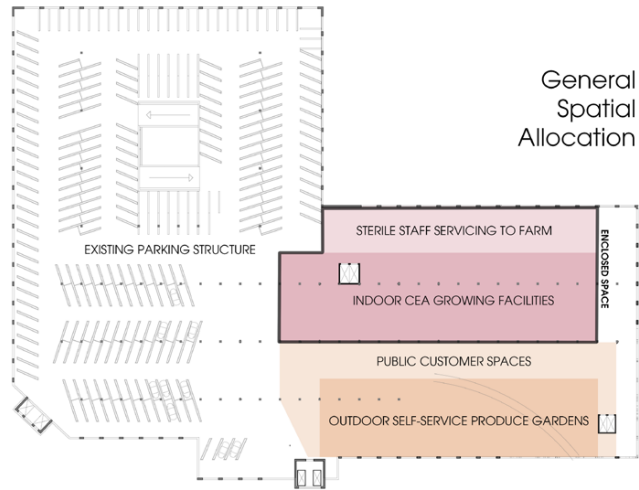 General
Spatial
Allocation
STERILE STAFF SERVICING TO FARM
ENCLOSED SPACE
EXISTING PARKING STRUCTURE
INDOOR CEA GROWING FACILITIES
PUBLIC CUSTOMER SPACES
OUTDOOR SELF-SERVICE PRODUCE GARDENS